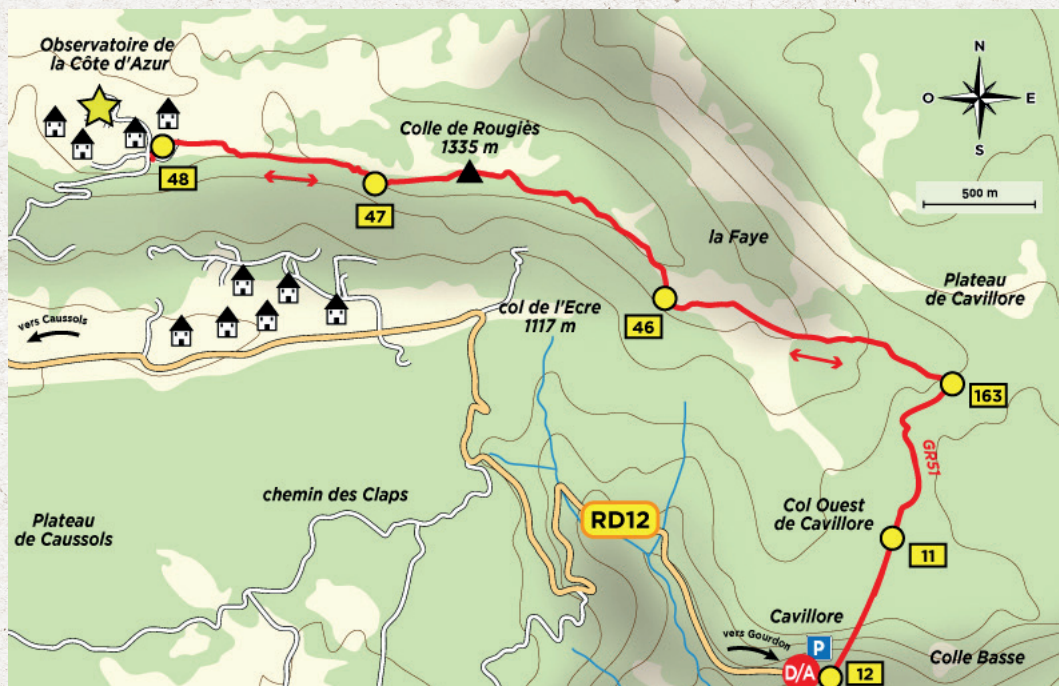 Observatoire de
la Côte d'Azur
N
O
E
S
500 m
Colle de Rougiès
1335 m
48
47
la Faye
Plateau
de Cavillore
46
col de l'Ecre
1117 m
vers Caussols
163
GR51
chemin des Claps
Plateau
de Caussols
RD12
Col Ouest
de Cavillore
11
Cavillore
P
vers Gourdon
D/A
12
Colle Basse